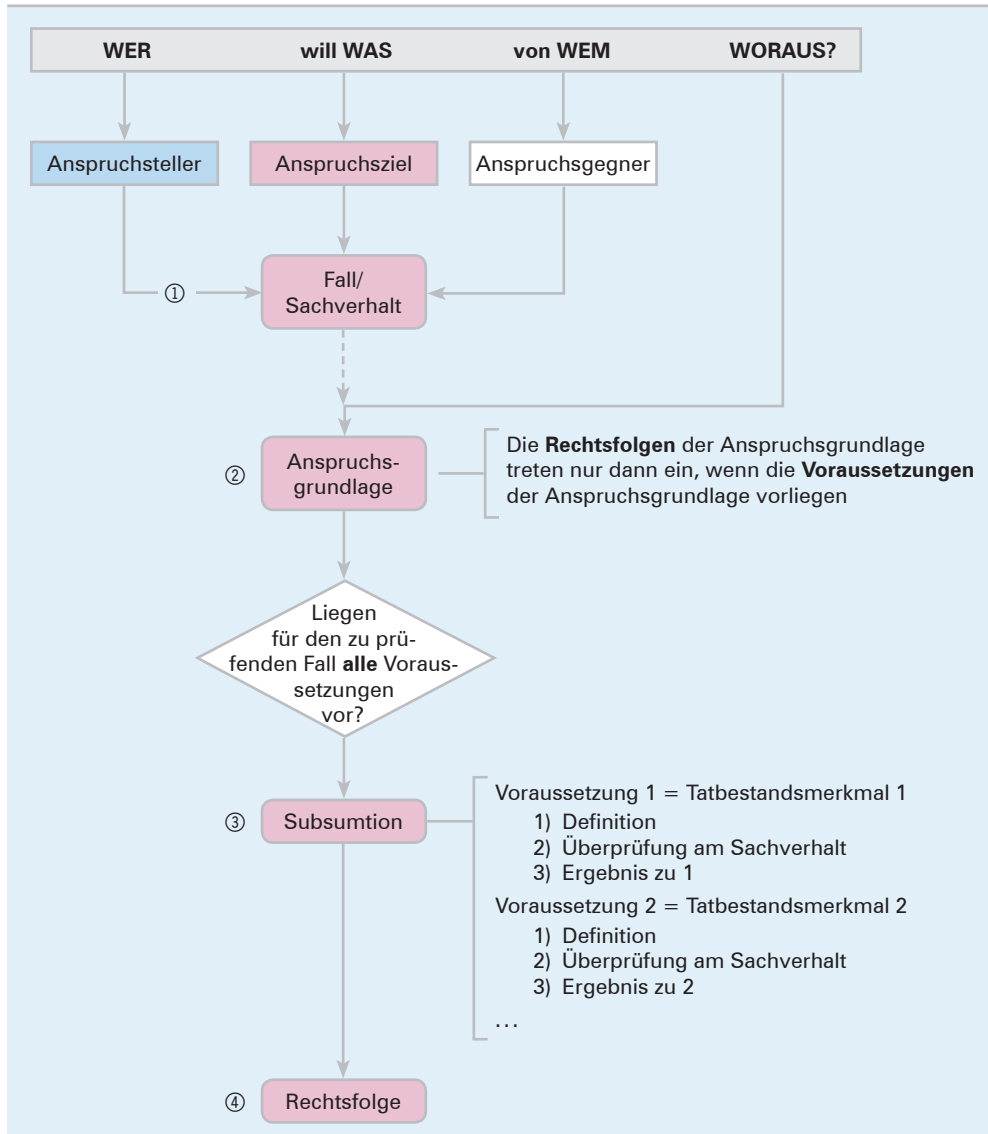 WER will WAS von WEM WORAUS?
Anspruchsteller Anspruchsziel Anspruchsgegner
① Fall/
Sachverhalt
② Anspruchs-
grundlage
Die Rechtsfolgen der Anspruchsgrundlage
treten nur dann ein, wenn die Voraussetzungen
der Anspruchsgrundlage vorliegen
Liegen
für den zu prü-
fenden Fall alle Voraus-
setzungen
vor?
③ Subsumtion
Voraussetzung 1 = Tatbestandsmerkmal 1
1) Definition
2) Überprüfung am Sachverhalt
3) Ergebnis zu 1
Voraussetzung 2 = Tatbestandsmerkmal 2
1) Definition
2) Überprüfung am Sachverhalt
3) Ergebnis zu 2
...
④ Rechtsfolge